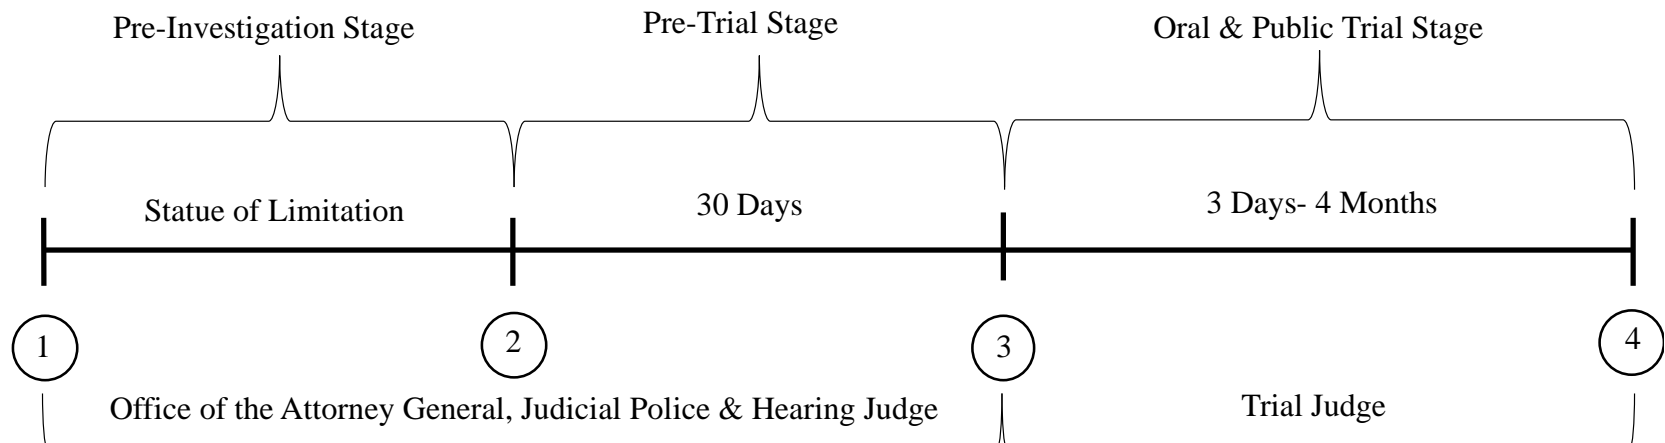 Pre-Investigation Stage
Pre-Trial Stage
Oral & Public Trial Stage
Statue of Limitation
30 Days
3 Days- 4 Months
1
2
3
4
Office of the Attorney General, Judicial Police & Hearing Judge
Trial Judge